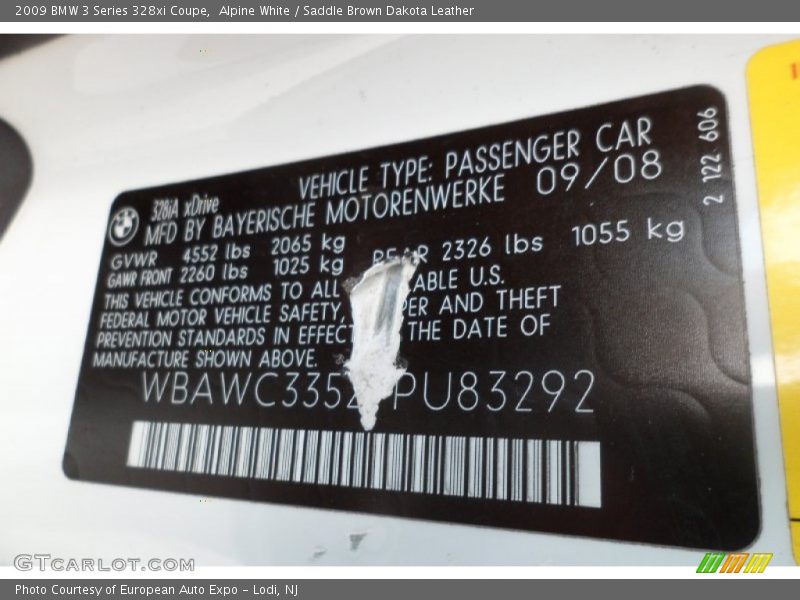 2009 BMW 3 Series 328xi Coupe,  Alpine White / Saddle Brown Dakota Leather
328iA xDrive VEHICLE TYPE: PASSENGER CAR
MFD BY BAYERISCHE MOTORENWERKE 09/08
2 122 606
GVWR 4552 lbs 2065 kg
GAWR FRONT 2260 lbs 1025 kg REAR 2326 lbs 1055 kg
THIS VEHICLE CONFORMS TO ALL U.S.
FEDERAL MOTOR VEHICLE SAFETY, AND THEFT
PREVENTION STANDARDS IN EFFECT THE DATE OF
MANUFACTURE SHOWN ABOVE.
WBAWC3352 PU83292
GTCARLOT.COM
Photo Courtesy of European Auto Expo - Lodi, NJ